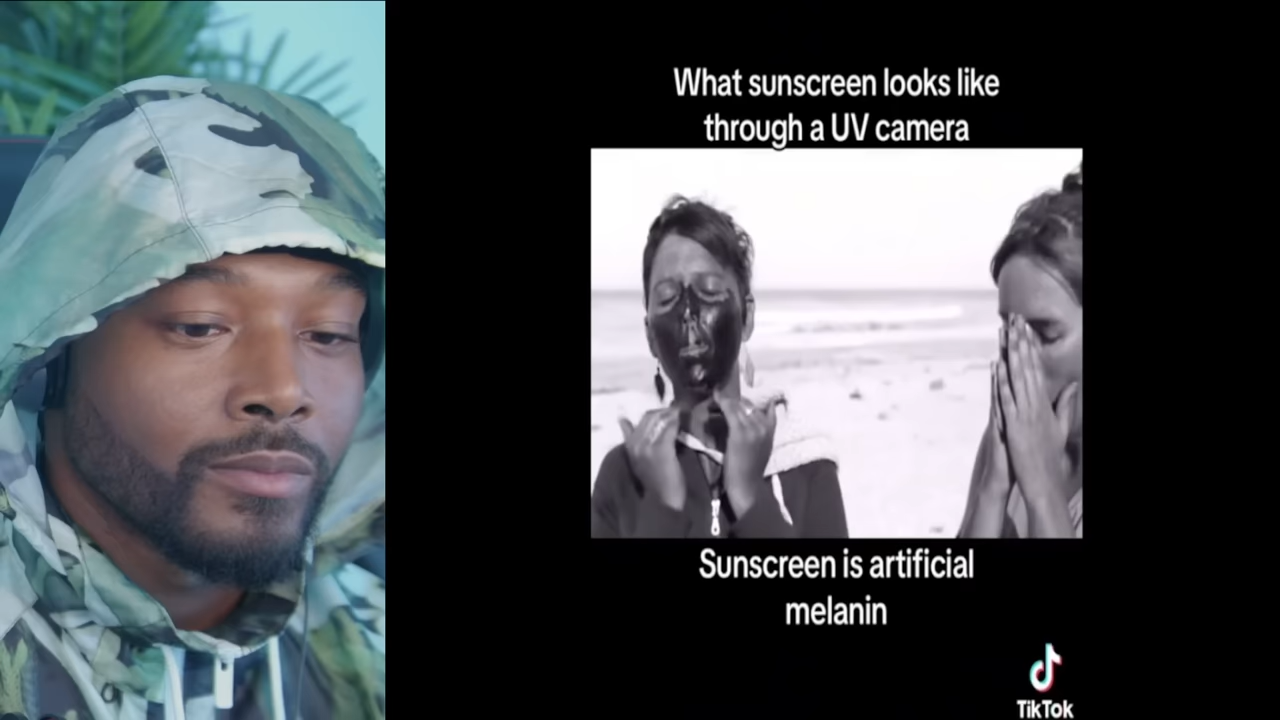 What sunscreen looks like
through a UV camera
Sunscreen is artificial
melanin
TikTok